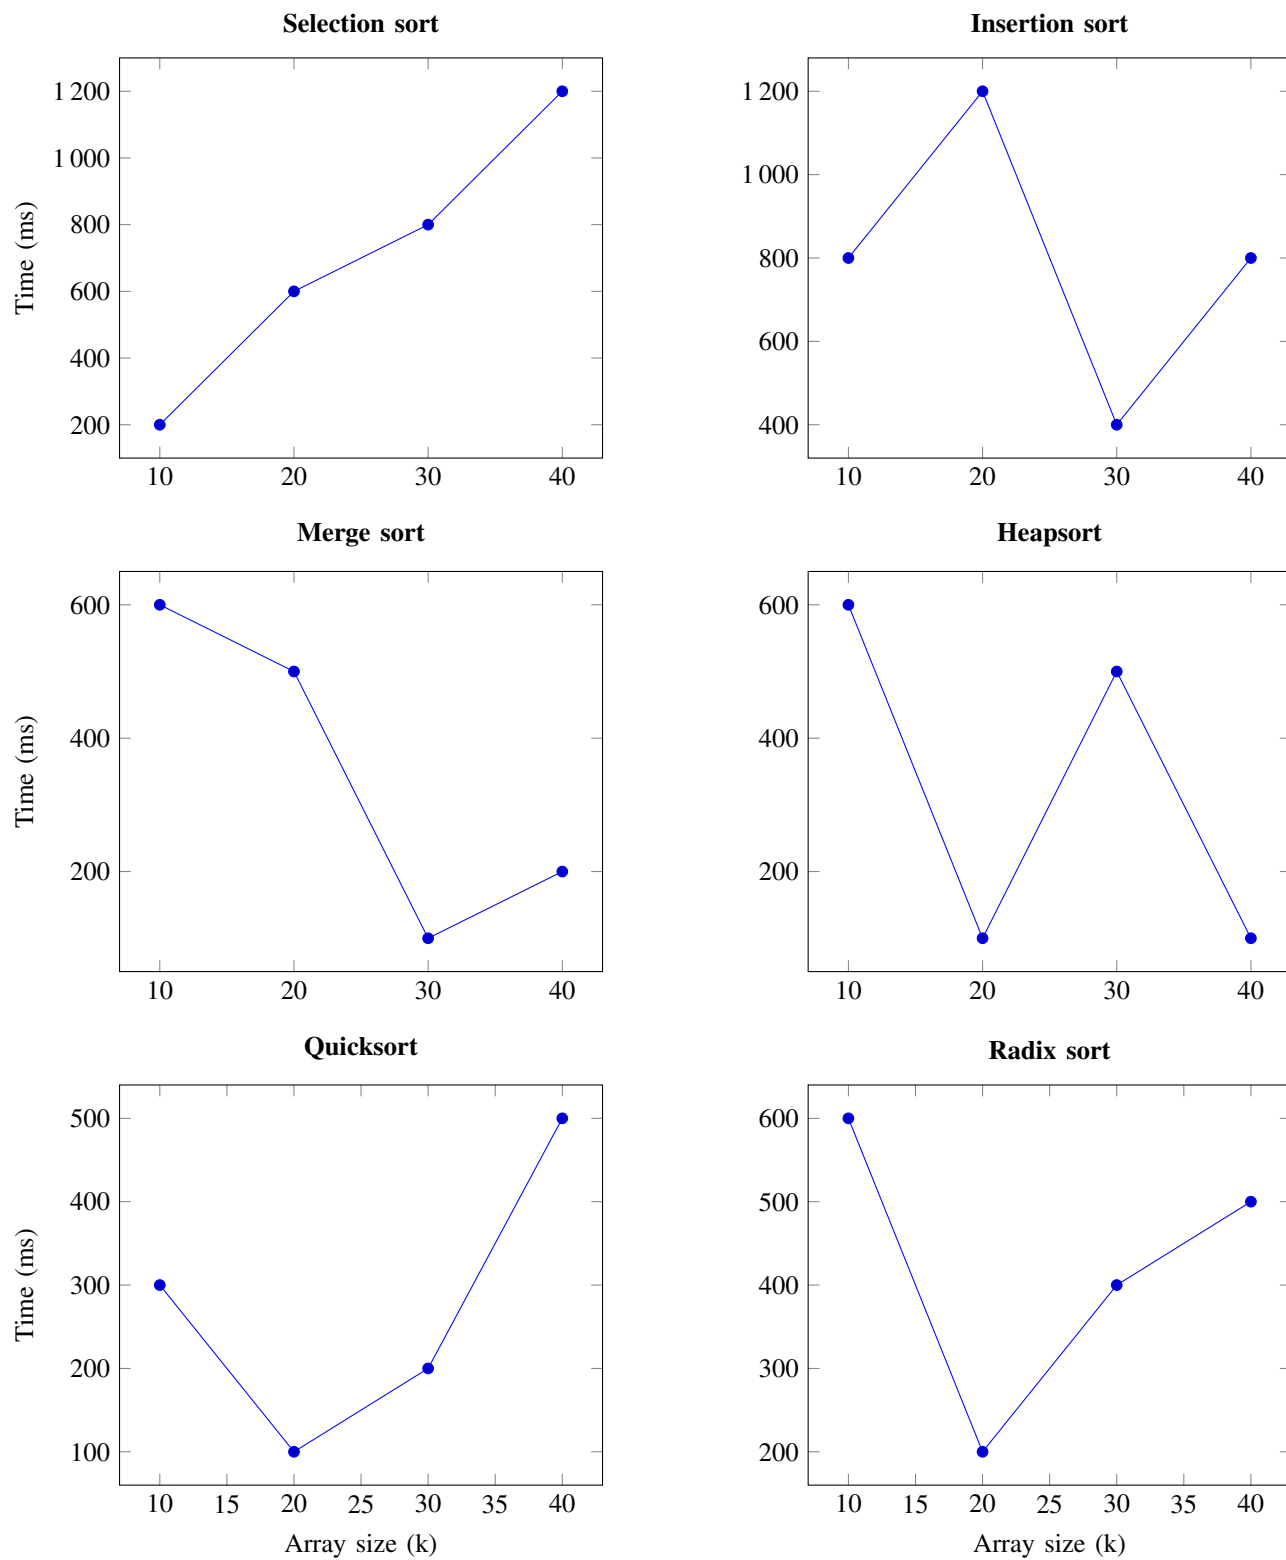 Selection sort
1 200
1 000
800
600
400
200
Time (ms)
10 20 30 40
Insertion sort
1 200
1 000
800
600
400
10 20 30 40
Merge sort
600
400
200
Time (ms)
10 20 30 40
Heapsort
600
400
200
10 20 30 40
Quicksort
500
400
300
200
100
Time (ms)
10 15 20 25 30 35 40
Array size (k)
Radix sort
600
500
400
300
200
10 15 20 25 30 35 40
Array size (k)